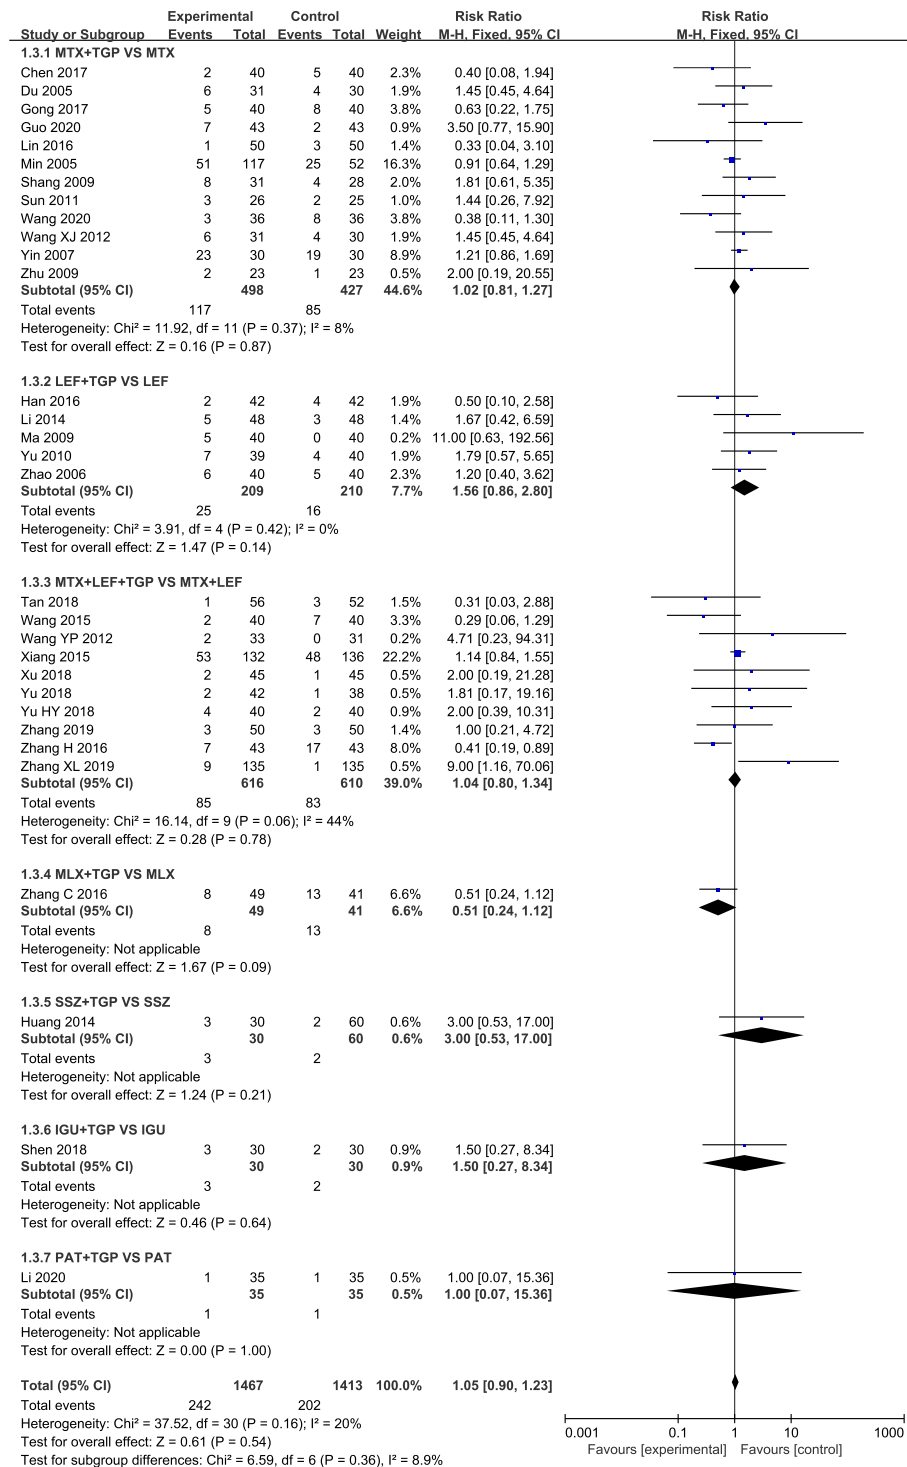 Experimental Control Risk Ratio Risk Ratio
Study or Subgroup Events Total Events Total Weight M-H, Fixed, 95% CI M-H, Fixed, 95% CI
1.3.1 MTX+TGP VS MTX
Chen 2017 2 40 5 40 2.3% 0.40 [0.08, 1.94]
Du 2005 6 31 4 30 1.9% 1.45 [0.45, 4.64]
Gong 2017 5 40 8 40 3.8% 0.63 [0.22, 1.75]
Guo 2020 7 43 2 43 0.9% 3.50 [0.77, 15.90]
Lin 2016 1 50 3 50 1.4% 0.33 [0.04, 3.10]
Min 2005 51 117 25 52 16.3% 0.91 [0.64, 1.29]
Shang 2009 8 31 4 28 2.0% 1.81 [0.61, 5.35]
Sun 2011 3 26 2 25 1.0% 1.44 [0.26, 7.92]
Wang 2020 3 36 8 36 3.8% 0.38 [0.11, 1.30]
Wang XJ 2012 6 31 4 30 1.9% 1.45 [0.45, 4.64]
Yin 2007 23 30 19 30 8.9% 1.21 [0.86, 1.69]
Zhu 2009 2 23 1 23 0.5% 2.00 [0.19, 20.55]
Subtotal (95% CI) 498 427 44.6% 1.02 [0.81, 1.27]
Total events 117 85
Heterogeneity: Chi² = 11.92, df = 11 (P = 0.37); I² = 8%
Test for overall effect: Z = 0.16 (P = 0.87)
1.3.2 LEF+TGP VS LEF
Han 2016 2 42 4 42 1.9% 0.50 [0.10, 2.58]
Li 2014 5 48 3 48 1.4% 1.67 [0.42, 6.59]
Ma 2009 5 40 0 40 0.2% 11.00 [0.63, 192.56]
Yu 2010 7 39 4 40 1.9% 1.79 [0.57, 5.65]
Zhao 2006 6 40 5 40 2.3% 1.20 [0.40, 3.62]
Subtotal (95% CI) 209 210 7.7% 1.56 [0.86, 2.80]
Total events 25 16
Heterogeneity: Chi² = 3.91, df = 4 (P = 0.42); I² = 0%
Test for overall effect: Z = 1.47 (P = 0.14)
1.3.3 MTX+LEF+TGP VS MTX+LEF
Tan 2018 1 56 3 52 1.5% 0.31 [0.03, 2.88]
Wang 2015 2 40 7 40 3.3% 0.29 [0.06, 1.29]
Wang YP 2012 2 33 0 31 0.2% 4.71 [0.23, 94.31]
Xiang 2015 53 132 48 136 22.2% 1.14 [0.84, 1.55]
Xu 2018 2 45 1 45 0.5% 2.00 [0.19, 21.28]
Yu 2018 2 42 1 38 0.5% 1.81 [0.17, 19.16]
Yu HY 2018 4 40 2 40 0.9% 2.00 [0.39, 10.31]
Zhang 2019 3 50 3 50 1.4% 1.00 [0.21, 4.72]
Zhang H 2016 7 43 17 43 8.0% 0.41 [0.19, 0.89]
Zhang XL 2019 9 135 1 135 0.5% 9.00 [1.16, 70.06]
Subtotal (95% CI) 616 610 39.0% 1.04 [0.80, 1.34]
Total events 85 83
Heterogeneity: Chi² = 16.14, df = 9 (P = 0.06); I² = 44%
Test for overall effect: Z = 0.28 (P = 0.78)
1.3.4 MLX+TGP VS MLX
Zhang C 2016 8 49 13 41 6.6% 0.51 [0.24, 1.12]
Subtotal (95% CI) 49 41 6.6% 0.51 [0.24, 1.12]
Total events 8 13
Heterogeneity: Not applicable
Test for overall effect: Z = 1.67 (P = 0.09)
1.3.5 SSZ+TGP VS SSZ
Huang 2014 3 30 2 60 0.6% 3.00 [0.53, 17.00]
Subtotal (95% CI) 30 60 0.6% 3.00 [0.53, 17.00]
Total events 3 2
Heterogeneity: Not applicable
Test for overall effect: Z = 1.24 (P = 0.21)
1.3.6 IGU+TGP VS IGU
Shen 2018 3 30 2 30 0.9% 1.50 [0.27, 8.34]
Subtotal (95% CI) 30 30 0.9% 1.50 [0.27, 8.34]
Total events 3 2
Heterogeneity: Not applicable
Test for overall effect: Z = 0.46 (P = 0.64)
1.3.7 PAT+TGP VS PAT
Li 2020 1 35 1 35 0.5% 1.00 [0.07, 15.36]
Subtotal (95% CI) 35 35 0.5% 1.00 [0.07, 15.36]
Total events 1 1
Heterogeneity: Not applicable
Test for overall effect: Z = 0.00 (P = 1.00)
Total (95% CI) 1467 1413 100.0% 1.05 [0.90, 1.23]
Total events 242 202
Heterogeneity: Chi² = 37.52, df = 30 (P = 0.16); I² = 20%
Test for overall effect: Z = 0.61 (P = 0.54)
Test for subgroup differences: Chi² = 6.59, df = 6 (P = 0.36), I² = 8.9%
0.001 0.1 1 10 1000
Favours [experimental] Favours [control]